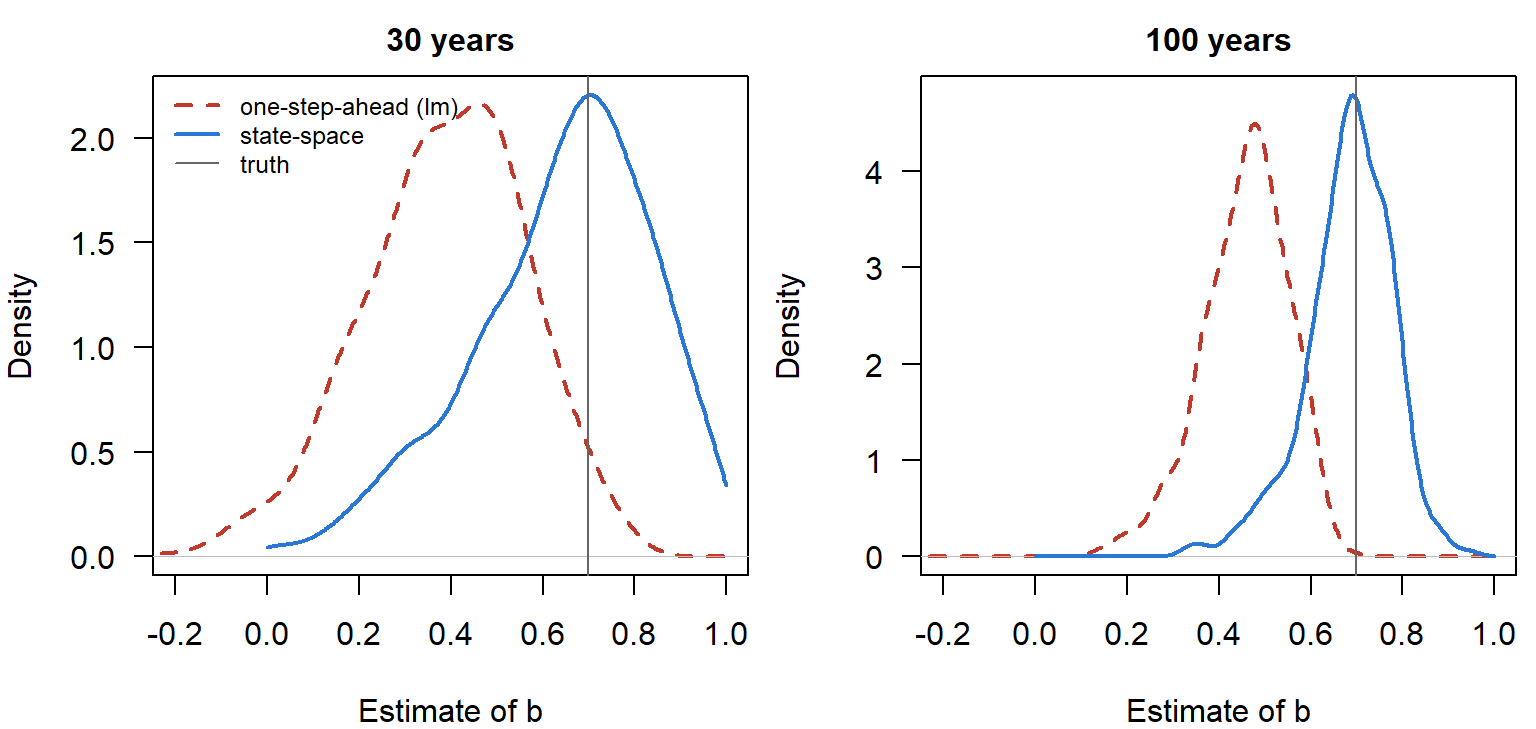 30 years
one-step-ahead (lm)
state-space
truth
Density
2.0
1.5
1.0
0.5
0.0
-0.2 0.0 0.2 0.4 0.6 0.8 1.0
Estimate of b
100 years
Density
4
3
2
1
0
-0.2 0.0 0.2 0.4 0.6 0.8 1.0
Estimate of b